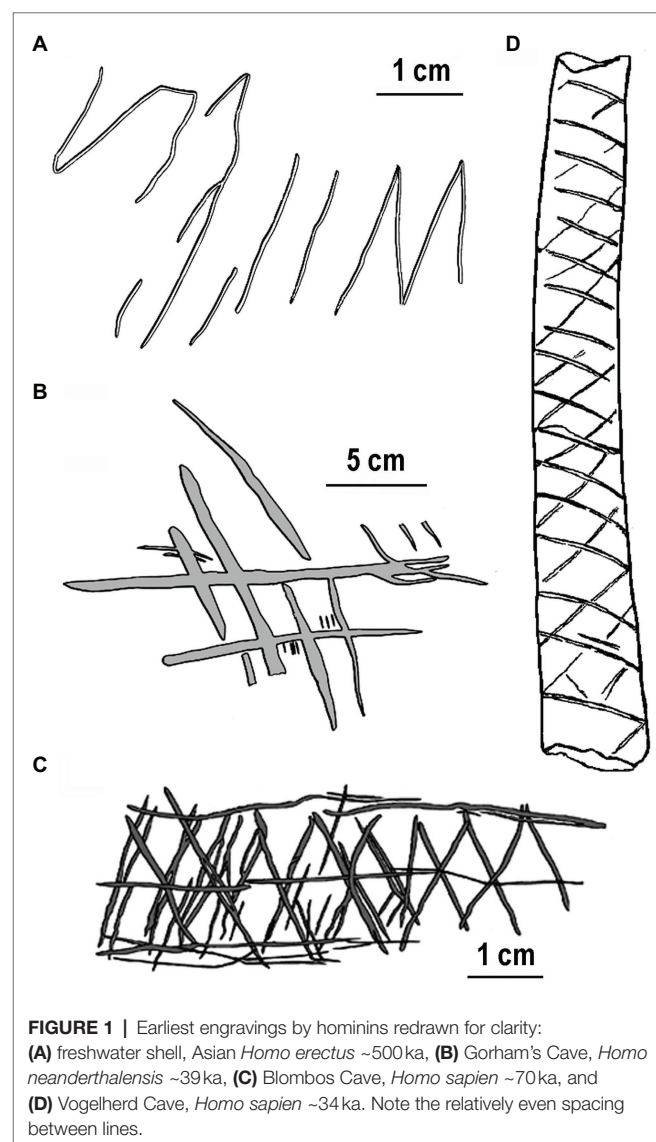 A
1 cm
D
B
5 cm
C
1 cm
FIGURE 1 | Earliest engravings by hominins redrawn for clarity:
(A) freshwater shell, Asian Homo erectus ~500 ka, (B) Gorham's Cave, Homo
neanderthalensis ~39 ka, (C) Blombos Cave, Homo sapien ~70 ka, and
(D) Vogelherd Cave, Homo sapien ~34 ka. Note the relatively even spacing
between lines.